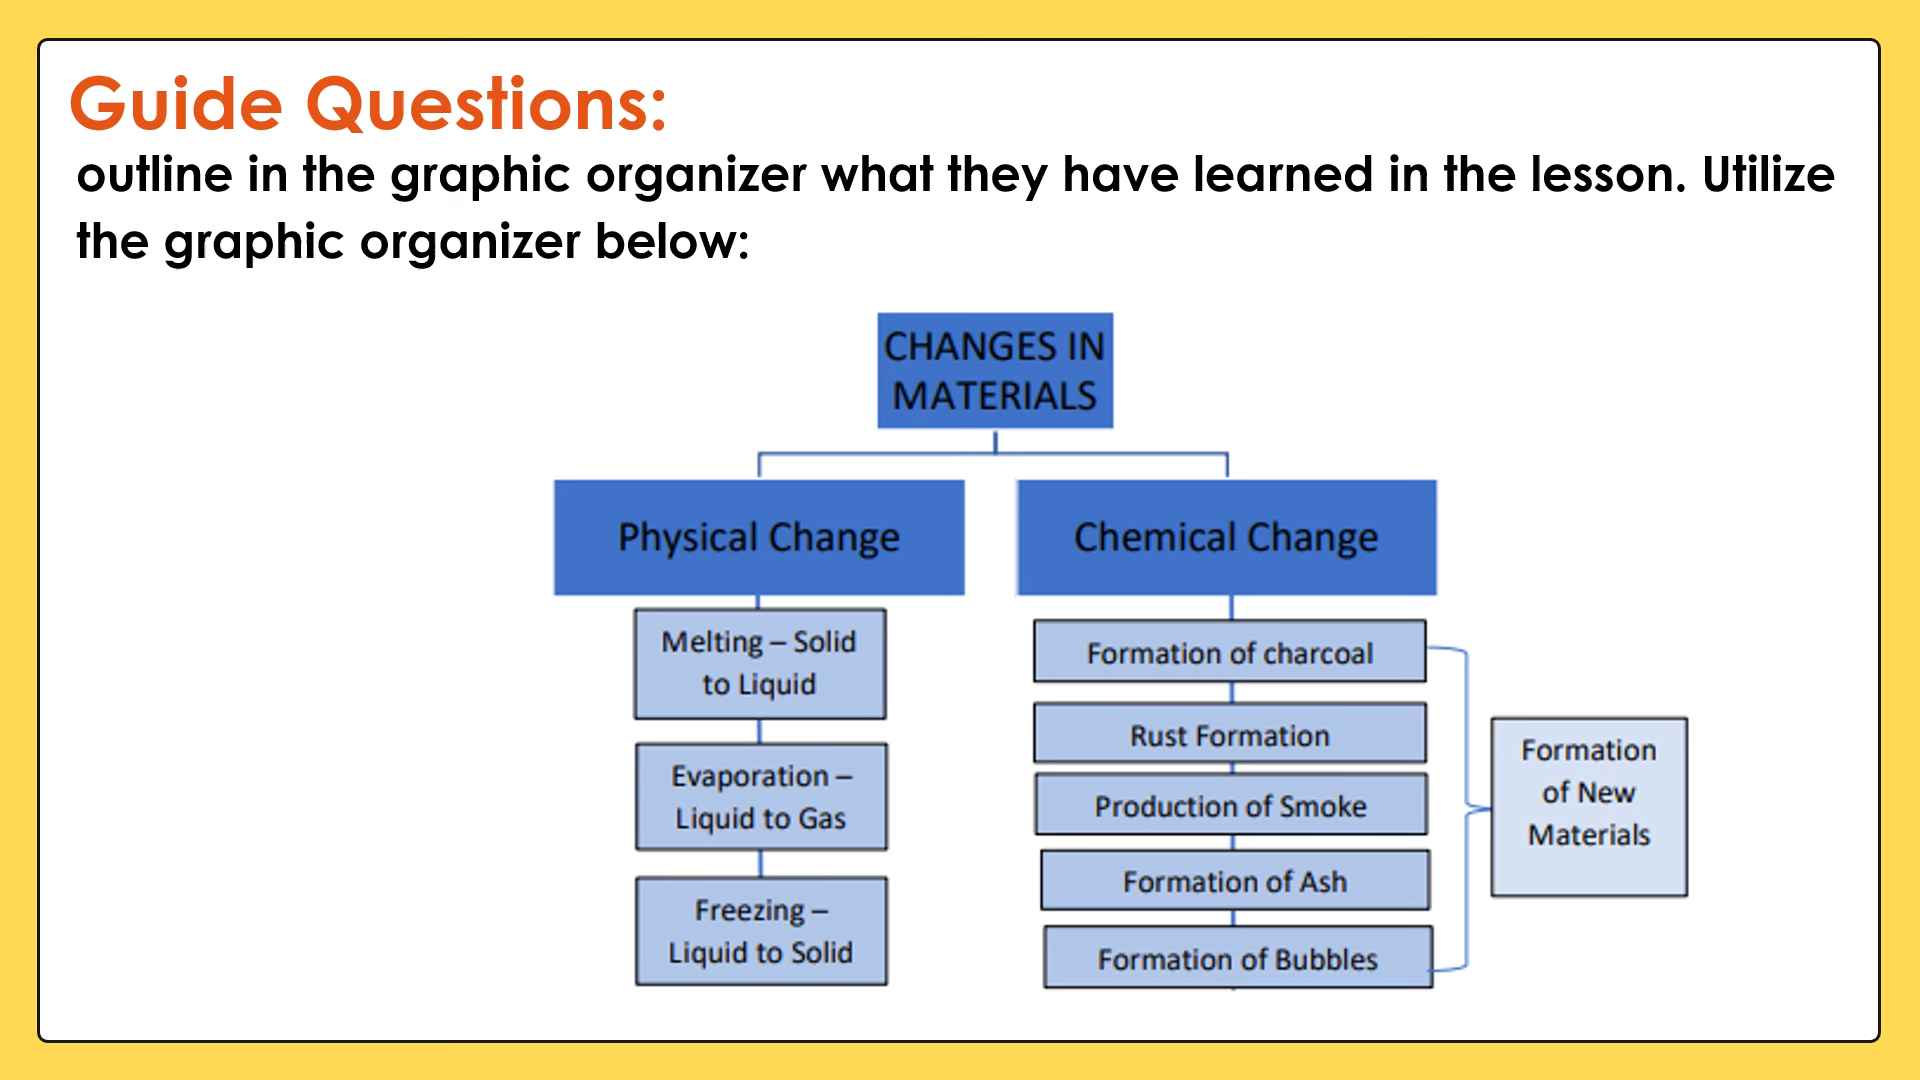 Guide Questions:
outline in the graphic organizer what they have learned in the lesson. Utilize
the graphic organizer below:
CHANGES IN
MATERIALS
Physical Change
Chemical Change
Melting – Solid
to Liquid
Evaporation –
Liquid to Gas
Freezing –
Liquid to Solid
Formation of charcoal
Rust Formation
Production of Smoke
Formation of Ash
Formation of Bubbles
Formation
of New
Materials